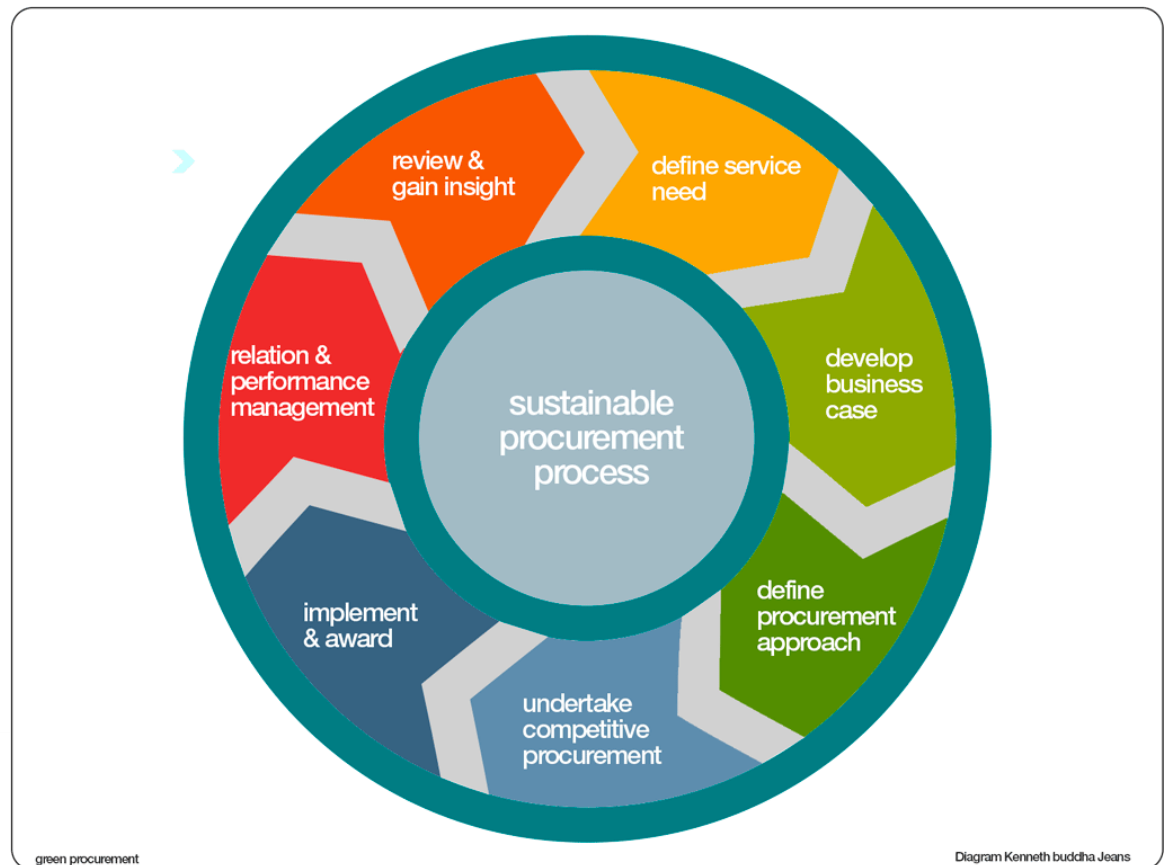 define service
need
develop
business
case
define
procurement
approach
undertake
competitive
procurement
implement
& award
relation &
performance
management
review &
gain insight
sustainable
procurement
process
green procurement
Diagram Kenneth buddha Jeans